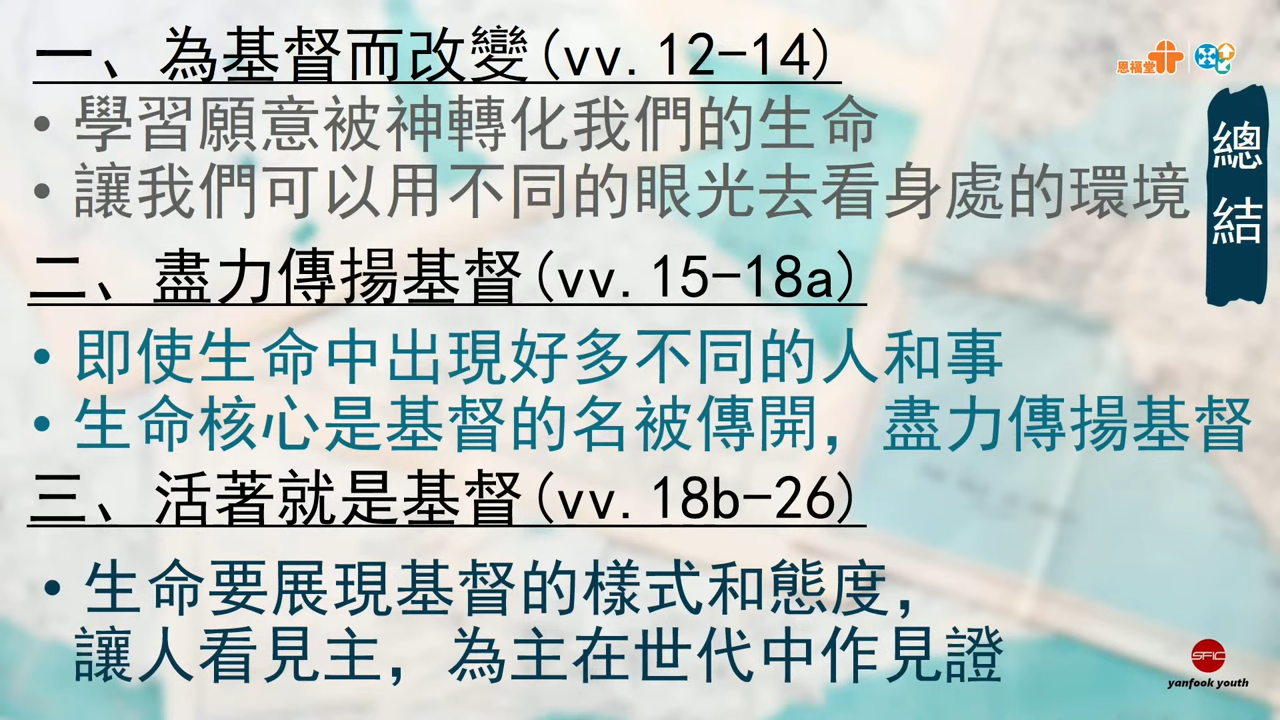 一、為基督而改變(vv.12-14)
• 學習願意被神轉化我們的生命
• 讓我們可以用不同的眼光去看身處的環境
二、盡力傳揚基督(vv.15-18a)
• 即使生命中出現好多不同的人和事
• 生命核心是基督的名被傳開，盡力傳揚基督
三、活著就是基督(vv.18b-26)
• 生命要展現基督的樣式和態度，
讓人看見主，為主在世代中作見證
恩福堂
總結
SFIC
yanfook youth